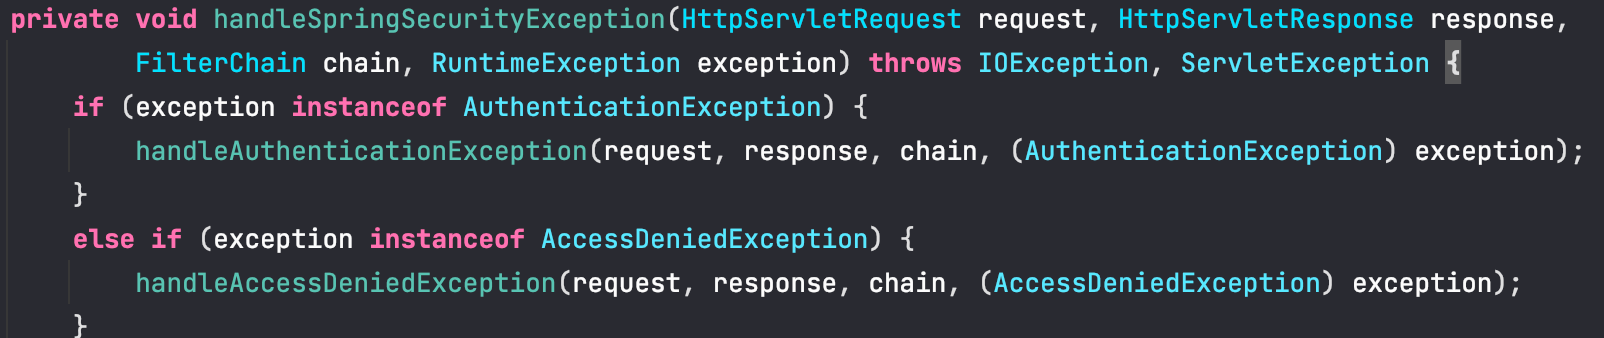 private void handleSpringSecurityException(HttpServletRequest request, HttpServletResponse response,
FilterChain chain, RuntimeException exception) throws IOException, ServletException {
if (exception instanceof AuthenticationException) {
handleAuthenticationException(request, response, chain, (AuthenticationException) exception);
}
else if (exception instanceof AccessDeniedException) {
handleAccessDeniedException(request, response, chain, (AccessDeniedException) exception);
}